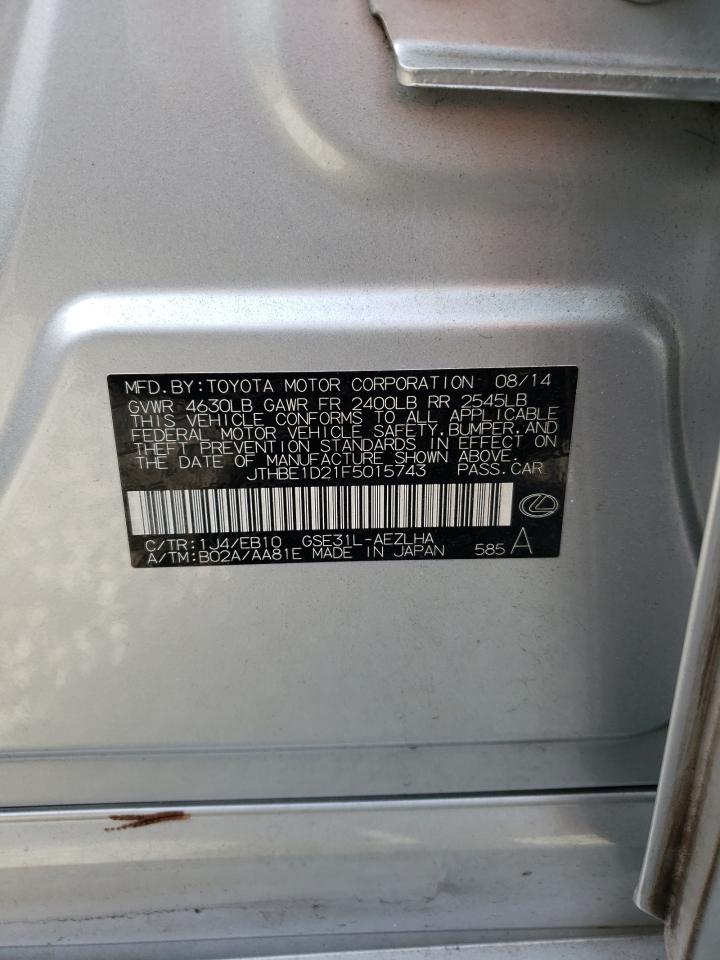 MFD. BY: TOYOTA MOTOR CORPORATION 08/14
GVWR 4630LB GAWR FR 2400LB RR 2545LB
THIS VEHICLE CONFORMS TO ALL APPLICABLE
FEDERAL MOTOR VEHICLE SAFETY, BUMPER, AND
THEFT PREVENTION STANDARDS IN EFFECT ON
THE DATE OF MANUFACTURE SHOWN ABOVE.
JTHBE1D21F5015743 PASS. CAR
C/TR: 1J4/EB10 GSE31L-AEZLHA
A/TM: B02A/AA81E MADE IN JAPAN 585 A